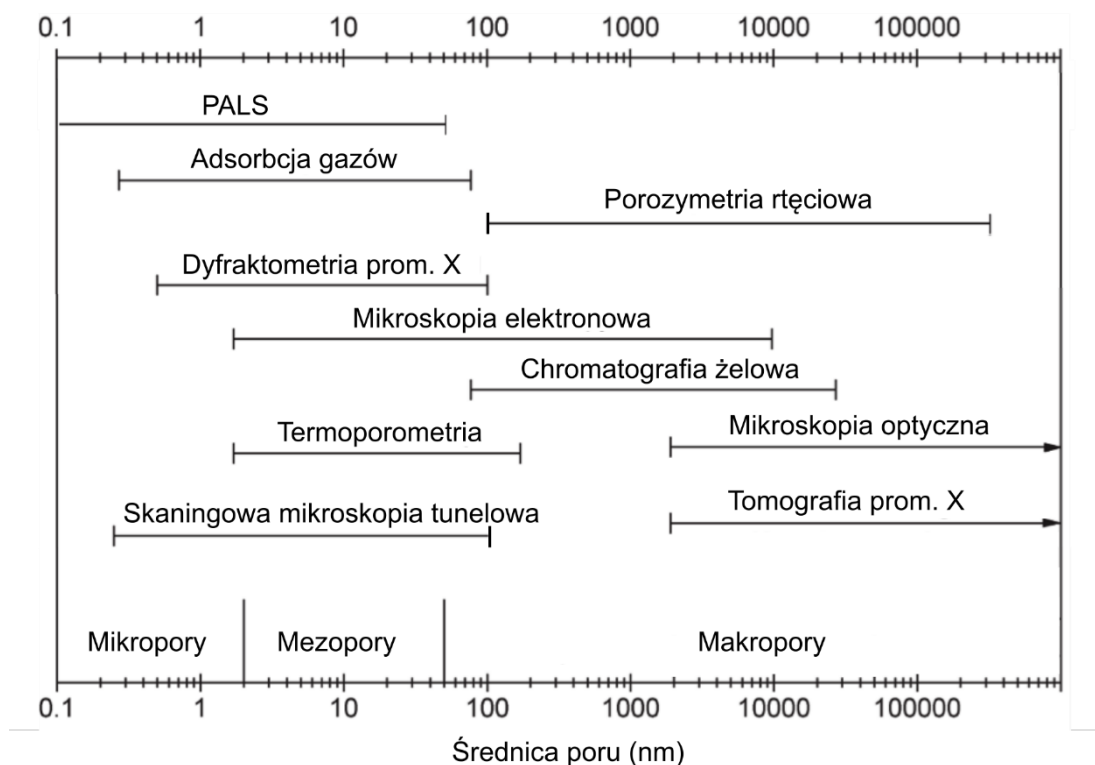 0.1 1 10 100 1000 10000 100000
PALS
Adsorbcja gazów
Porozymetria rtęciowa
Dyfraktometria prom. X
Mikroskopia elektronowa
Chromatografia żelowa
Termoporometria
Mikroskopia optyczna
Skaningowa mikroskopia tunelowa
Tomografia prom. X
Mikropory Mezopory Makropory
0.1 1 10 100 1000 10000 100000
Średnica poru (nm)